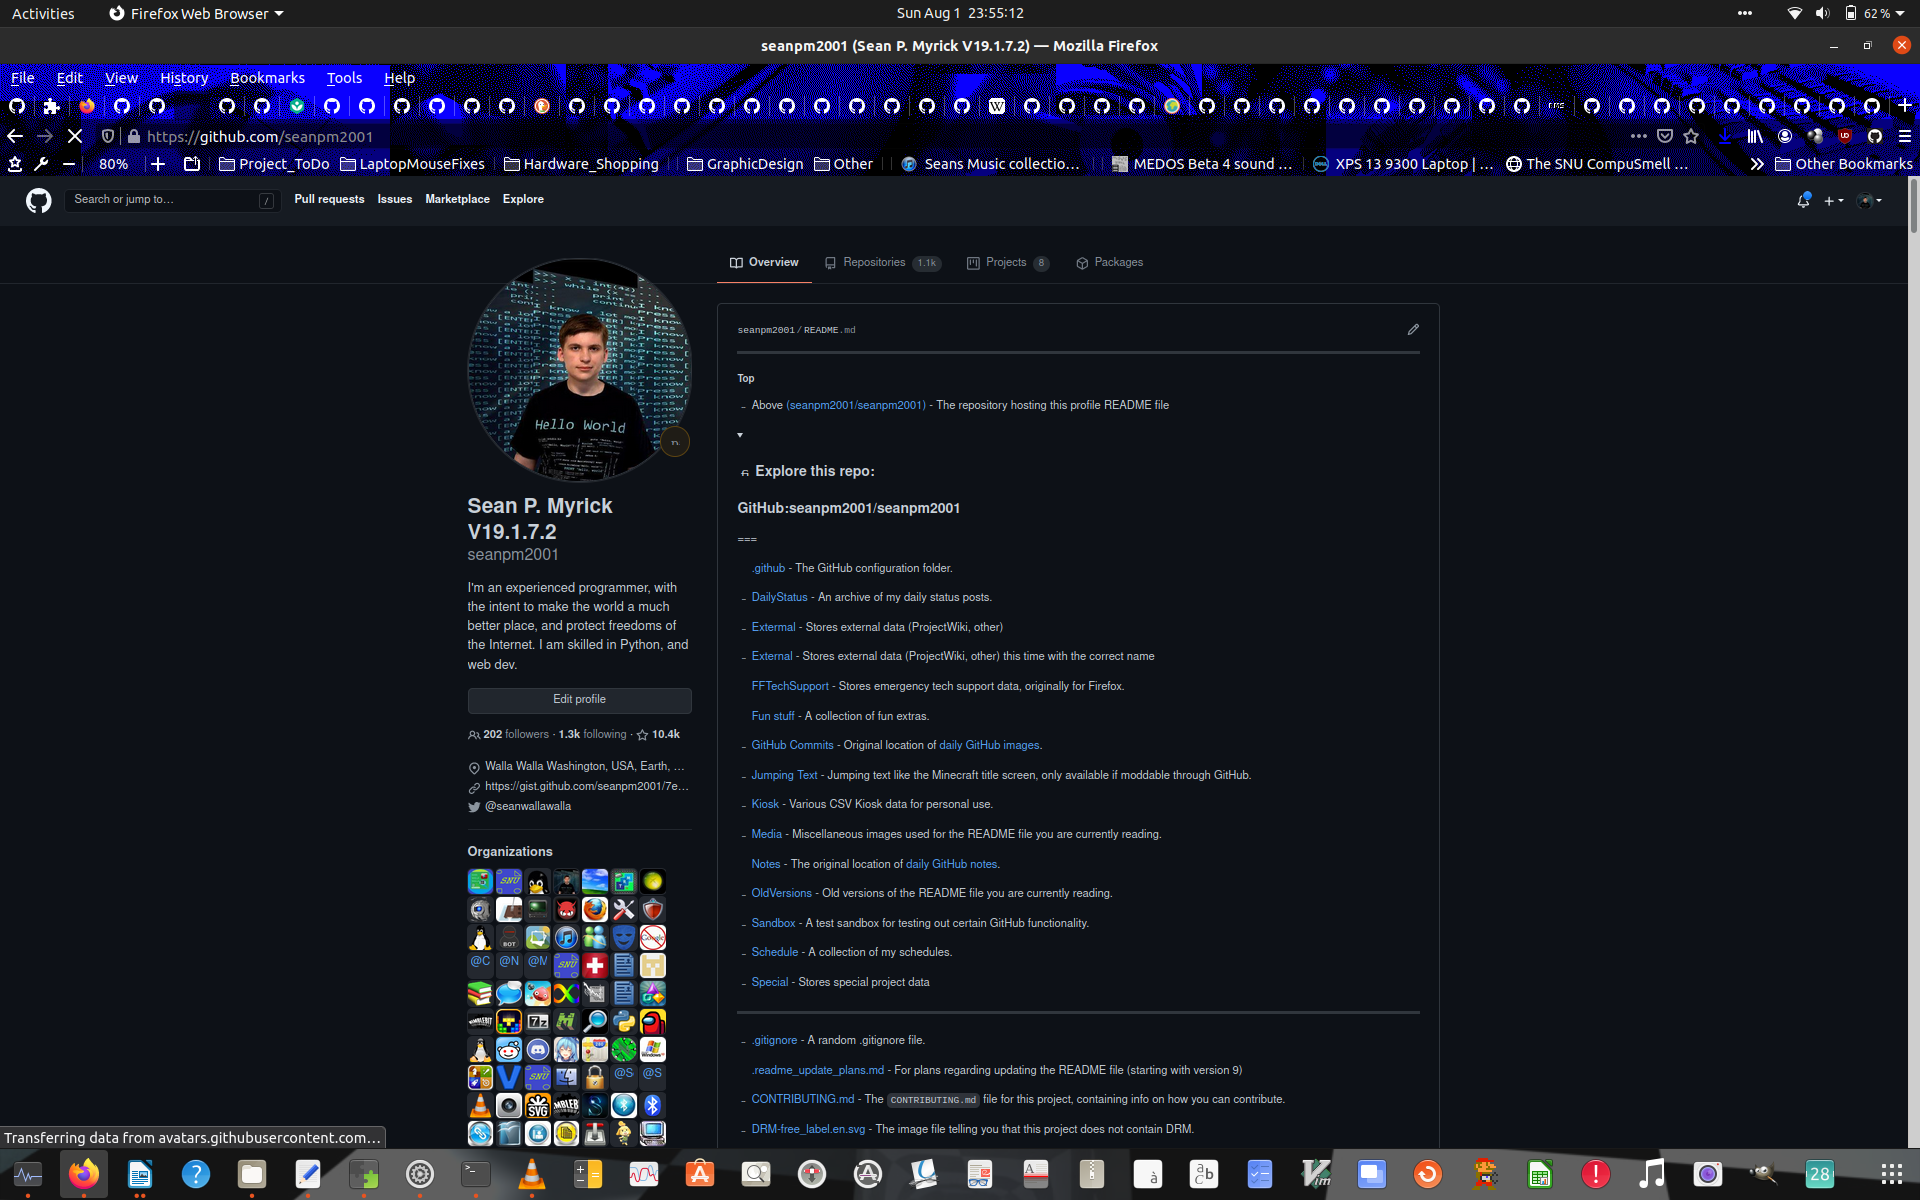 Activities
Firefox Web Browser
Sun Aug 1 23:55:12
62 %
seanpm2001 (Sean P. Myrick V19.1.7.2) — Mozilla Firefox
File Edit View History Bookmarks Tools Help
https://github.com/seanpm2001
80%
Project_ToDo
LaptopMouseFixes
Hardware_Shopping
GraphicDesign
Other
Seans Music collectio…
MEDOS Beta 4 sound …
XPS 13 9300 Laptop | …
The SNU CompuSmell …
Other Bookmarks
Search or jump to…
/
Pull requests
Issues
Marketplace
Explore
Overview
Repositories 1.1k
Projects 8
Packages
Hello World
Sean P. Myrick
V19.1.7.2
seanpm2001
I'm an experienced programmer, with
the intent to make the world a much
better place, and protect freedoms of
the Internet. I am skilled in Python, and
web dev.
Edit profile
202 followers · 1.3k following · 10.4k
Walla Walla Washington, USA, Earth, …
https://gist.github.com/seanpm2001/7e…
@seanwallawalla
Organizations
@C @N @M
@S @S
seanpm2001/README.md
Top
Above (seanpm2001/seanpm2001) - The repository hosting this profile README file
Explore this repo:
GitHub:seanpm2001/seanpm2001
===
.github - The GitHub configuration folder.
DailyStatus - An archive of my daily status posts.
Extermal - Stores external data (ProjectWiki, other)
External - Stores external data (ProjectWiki, other) this time with the correct name
FFTechSupport - Stores emergency tech support data, originally for Firefox.
Fun stuff - A collection of fun extras.
GitHub Commits - Original location of daily GitHub images.
Jumping Text - Jumping text like the Minecraft title screen, only available if moddable through GitHub.
Kiosk - Various CSV Kiosk data for personal use.
Media - Miscellaneous images used for the README file you are currently reading.
Notes - The original location of daily GitHub notes.
OldVersions - Old versions of the README file you are currently reading.
Sandbox - A test sandbox for testing out certain GitHub functionality.
Schedule - A collection of my schedules.
Special - Stores special project data
.gitignore - A random .gitignore file.
.readme_update_plans.md - For plans regarding updating the README file (starting with version 9)
CONTRIBUTING.md - The CONTRIBUTING.md file for this project, containing info on how you can contribute.
DRM-free_label.en.svg - The image file telling you that this project does not contain DRM.
Transferring data from avatars.githubusercontent.com…
28